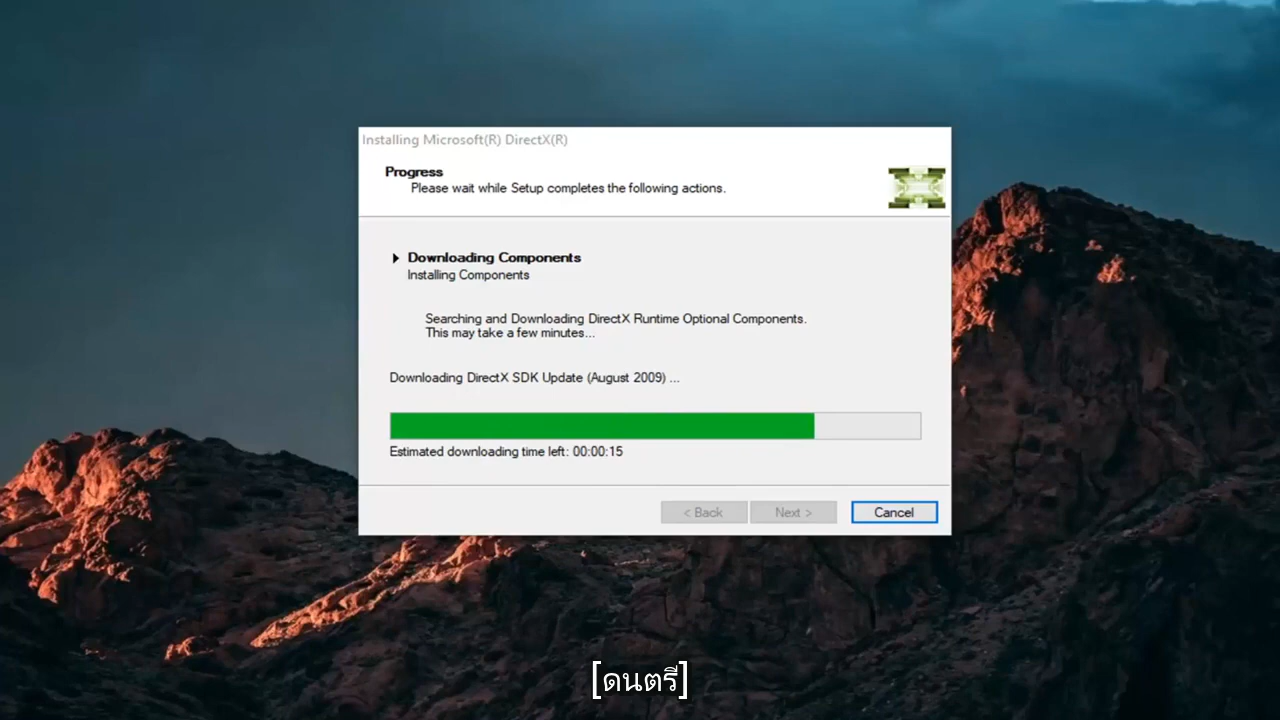 Installing Microsoft(R) DirectX(R)
Progress
Please wait while Setup completes the following actions.
Downloading Components
Installing Components
Searching and Downloading DirectX Runtime Optional Components.
This may take a few minutes...
Downloading DirectX SDK Update (August 2009) ...
Estimated downloading time left: 00:00:15
< Back Next > Cancel
[ดนตรี]